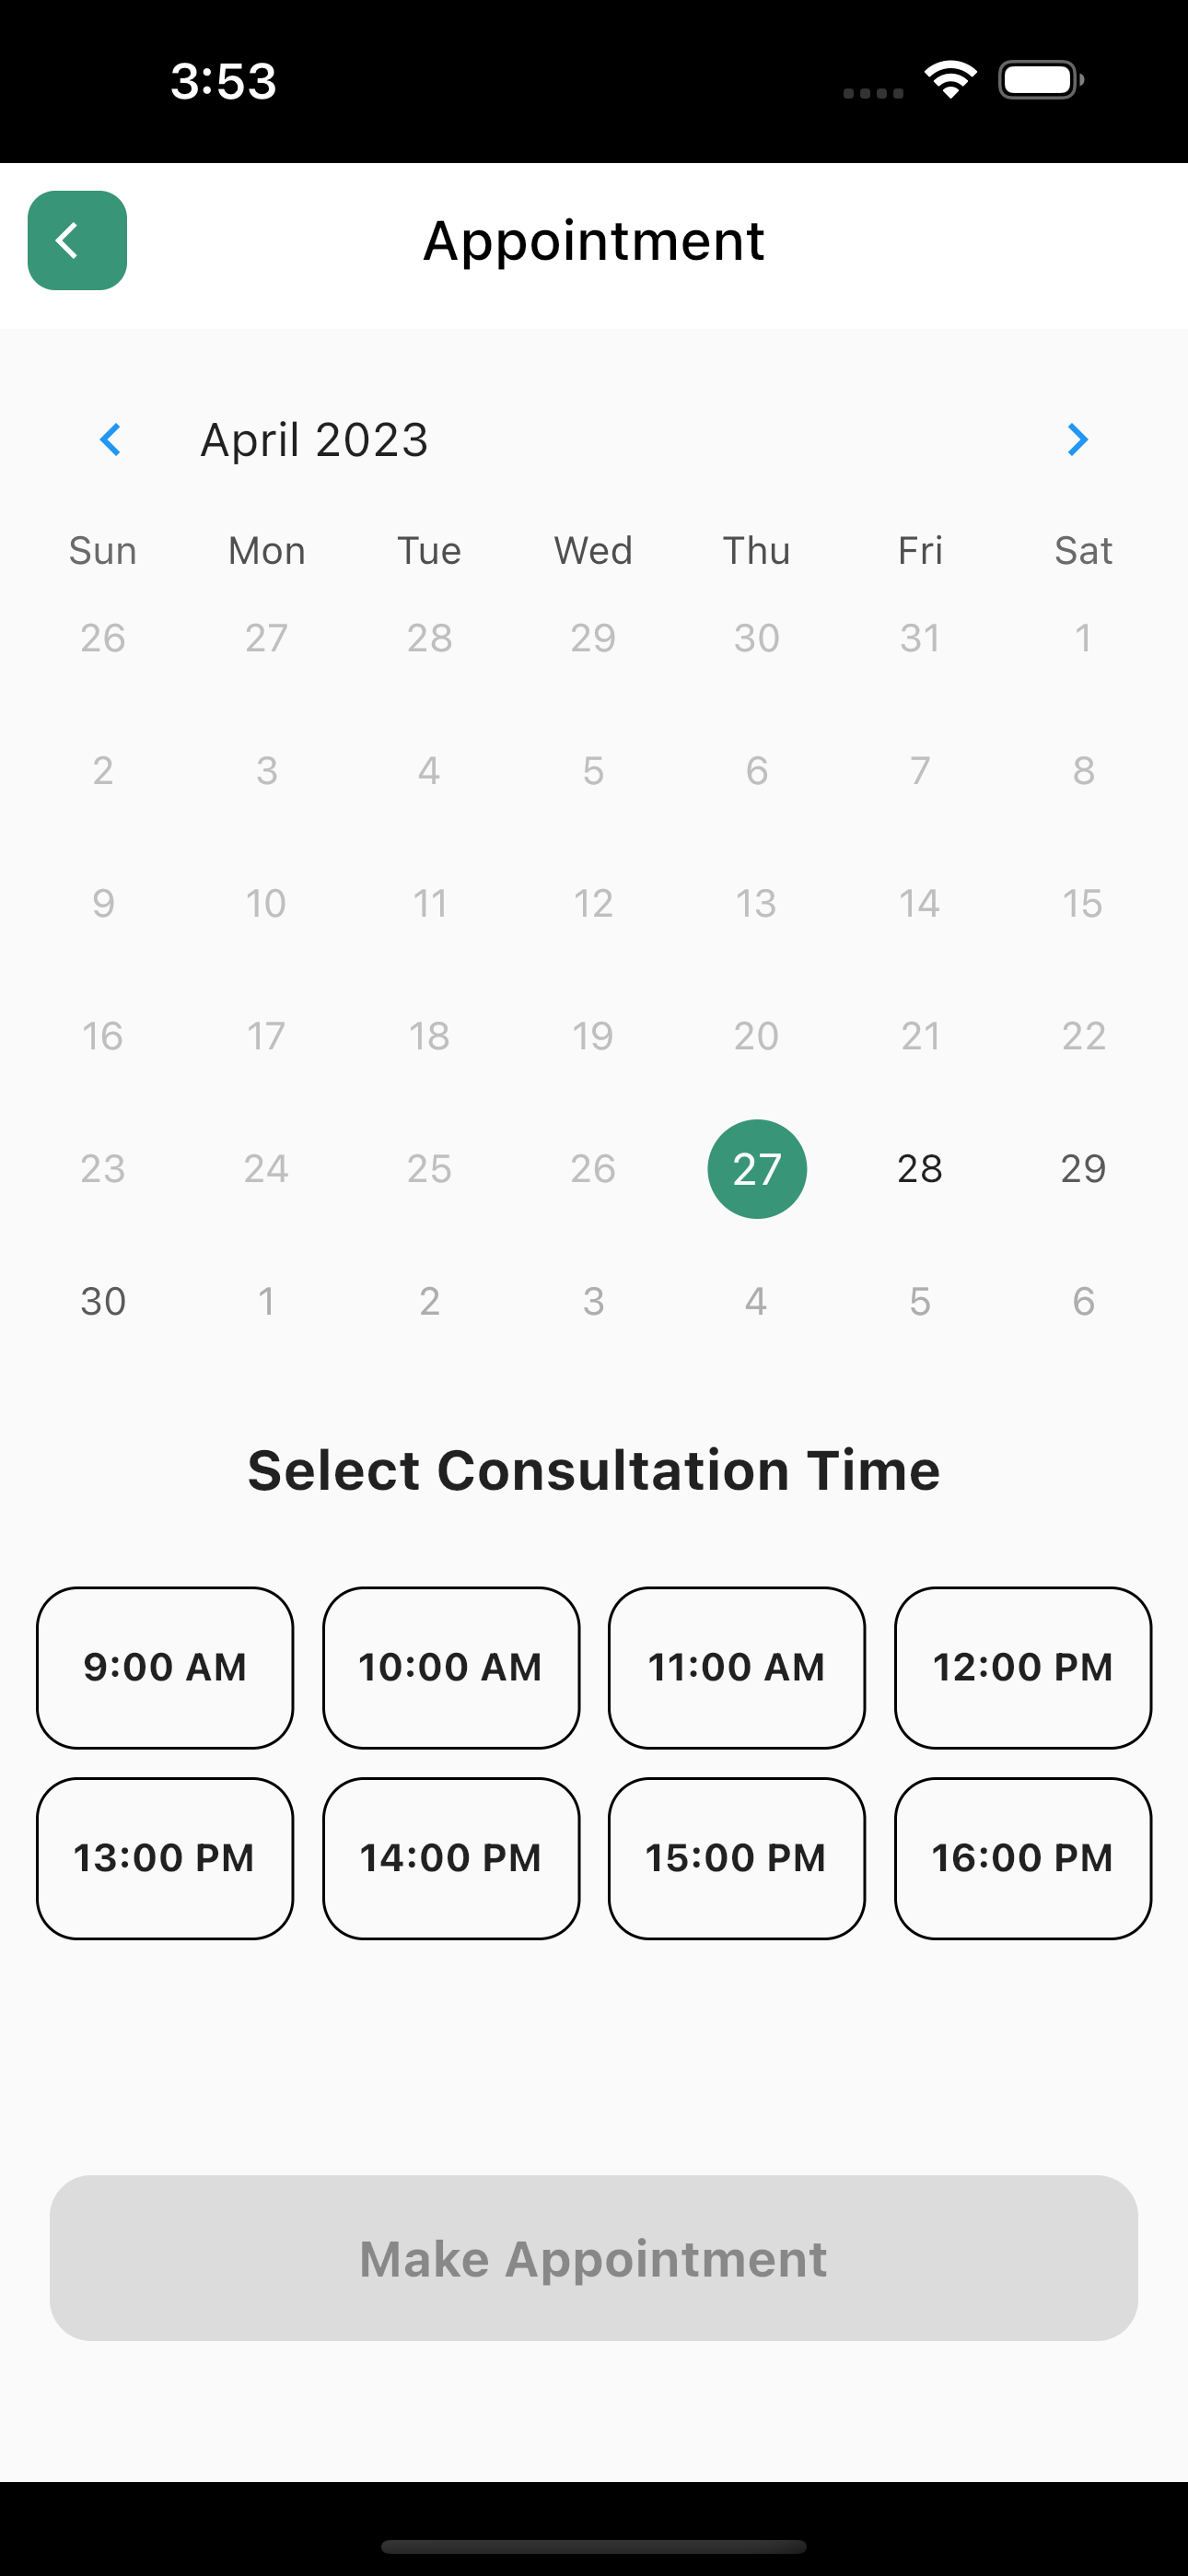 3:53
Appointment
April 2023
Sun Mon Tue Wed Thu Fri Sat
26 27 28 29 30 31 1
2 3 4 5 6 7 8
9 10 11 12 13 14 15
16 17 18 19 20 21 22
23 24 25 26 27 28 29
30 1 2 3 4 5 6
Select Consultation Time
9:00 AM 10:00 AM 11:00 AM 12:00 PM
13:00 PM 14:00 PM 15:00 PM 16:00 PM
Make Appointment